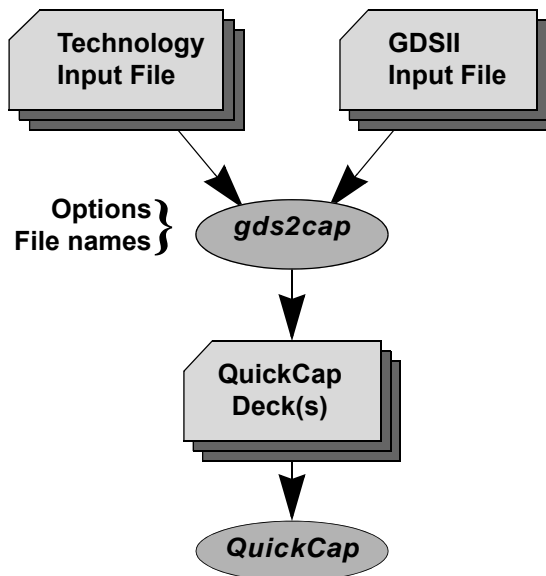 Technology
Input File
GDSII
Input File
Options
File names
}
gds2cap
QuickCap
Deck(s)
QuickCap